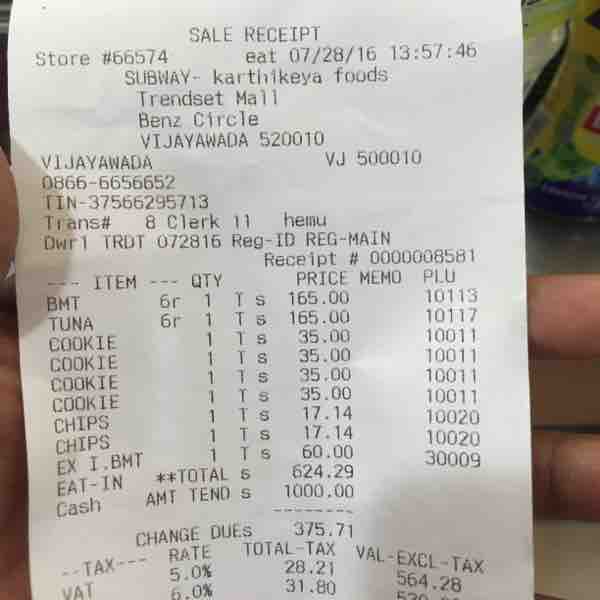 SALE RECEIPT
Store #66574 eat 07/28/16 13:57:46
SUBWAY- karthikeya foods
Trendset Mall
Benz Circle
VIJAYAWADA 520010
VIJAYAWADA VJ 500010
0866-6656652
TIN-37566295713
Trans# 8 Clerk 11 hemu
Dwr1 TRDT 072816 Reg-ID REG-MAIN
Receipt # 0000008581
--- ITEM --- QTY PRICE MEMO PLU
BMT 6r 1 T s 165.00 10113
TUNA 6r 1 T s 165.00 10117
COOKIE 1 T s 35.00 10011
COOKIE 1 T s 35.00 10011
COOKIE 1 T s 35.00 10011
COOKIE 1 T s 35.00 10011
CHIPS 1 T s 17.14 10020
CHIPS 1 T s 17.14 10020
EX I.BMT 1 T s 60.00 30009
EAT-IN **TOTAL s 624.29
Cash AMT TEND s 1000.00
--------
CHANGE DUEs 375.71
--TAX--- RATE TOTAL-TAX VAL-EXCL-TAX
5.0% 28.21 564.28
VAT 6.0% 31.80